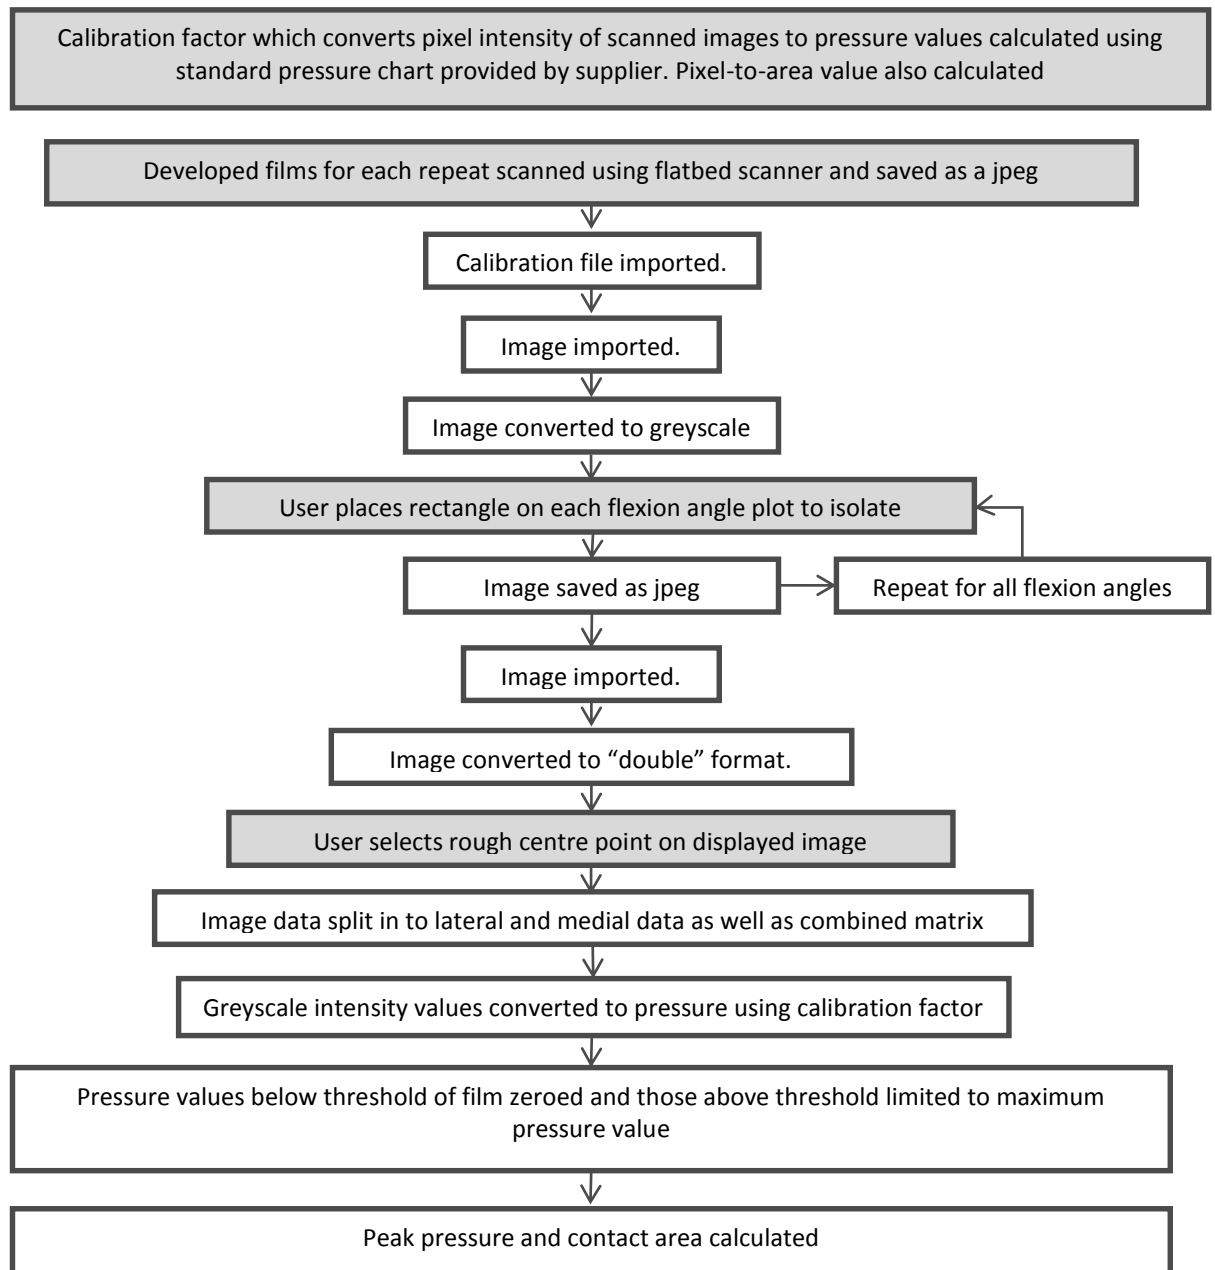 Calibration factor which converts pixel intensity of scanned images to pressure values calculated using
standard pressure chart provided by supplier. Pixel-to-area value also calculated
Developed films for each repeat scanned using flatbed scanner and saved as a jpeg
Calibration file imported.
Image imported.
Image converted to greyscale
User places rectangle on each flexion angle plot to isolate
Image saved as jpeg
Repeat for all flexion angles
Image imported.
Image converted to “double” format.
User selects rough centre point on displayed image
Image data split in to lateral and medial data as well as combined matrix
Greyscale intensity values converted to pressure using calibration factor
Pressure values below threshold of film zeroed and those above threshold limited to maximum
pressure value
Peak pressure and contact area calculated